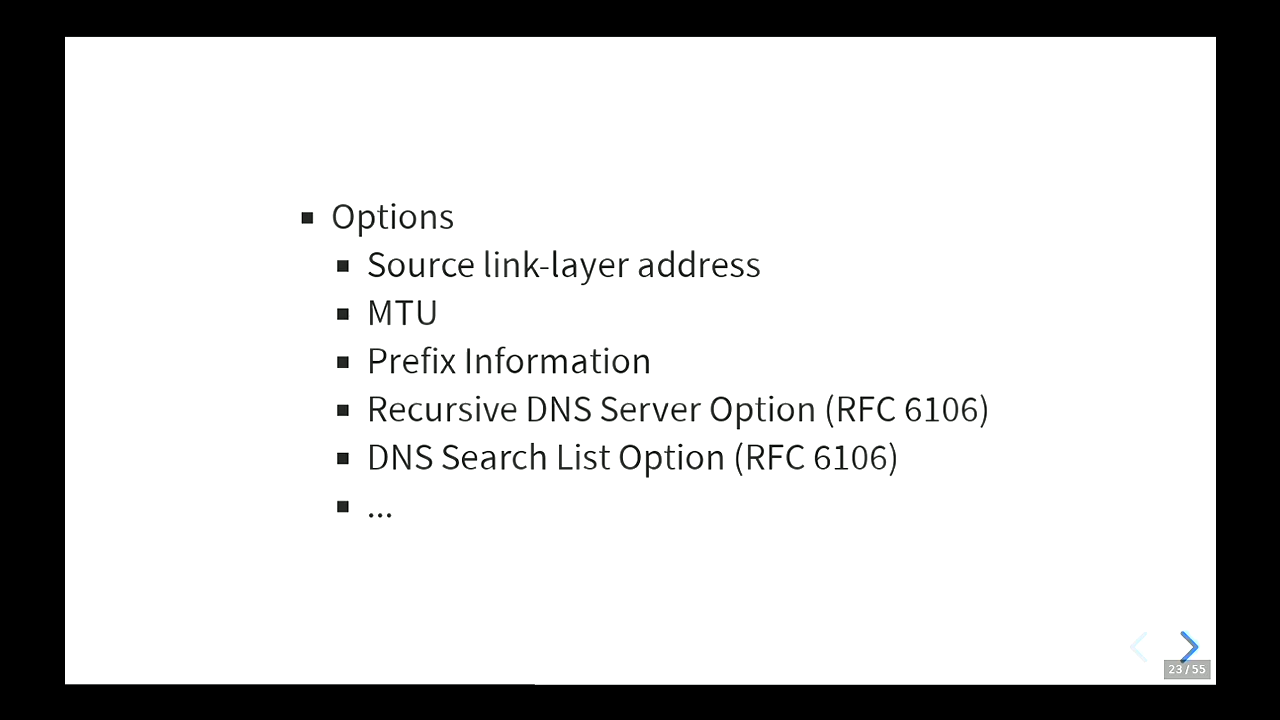 Options
Source link-layer address
MTU
Prefix Information
Recursive DNS Server Option (RFC 6106)
DNS Search List Option (RFC 6106)
...
23 / 55